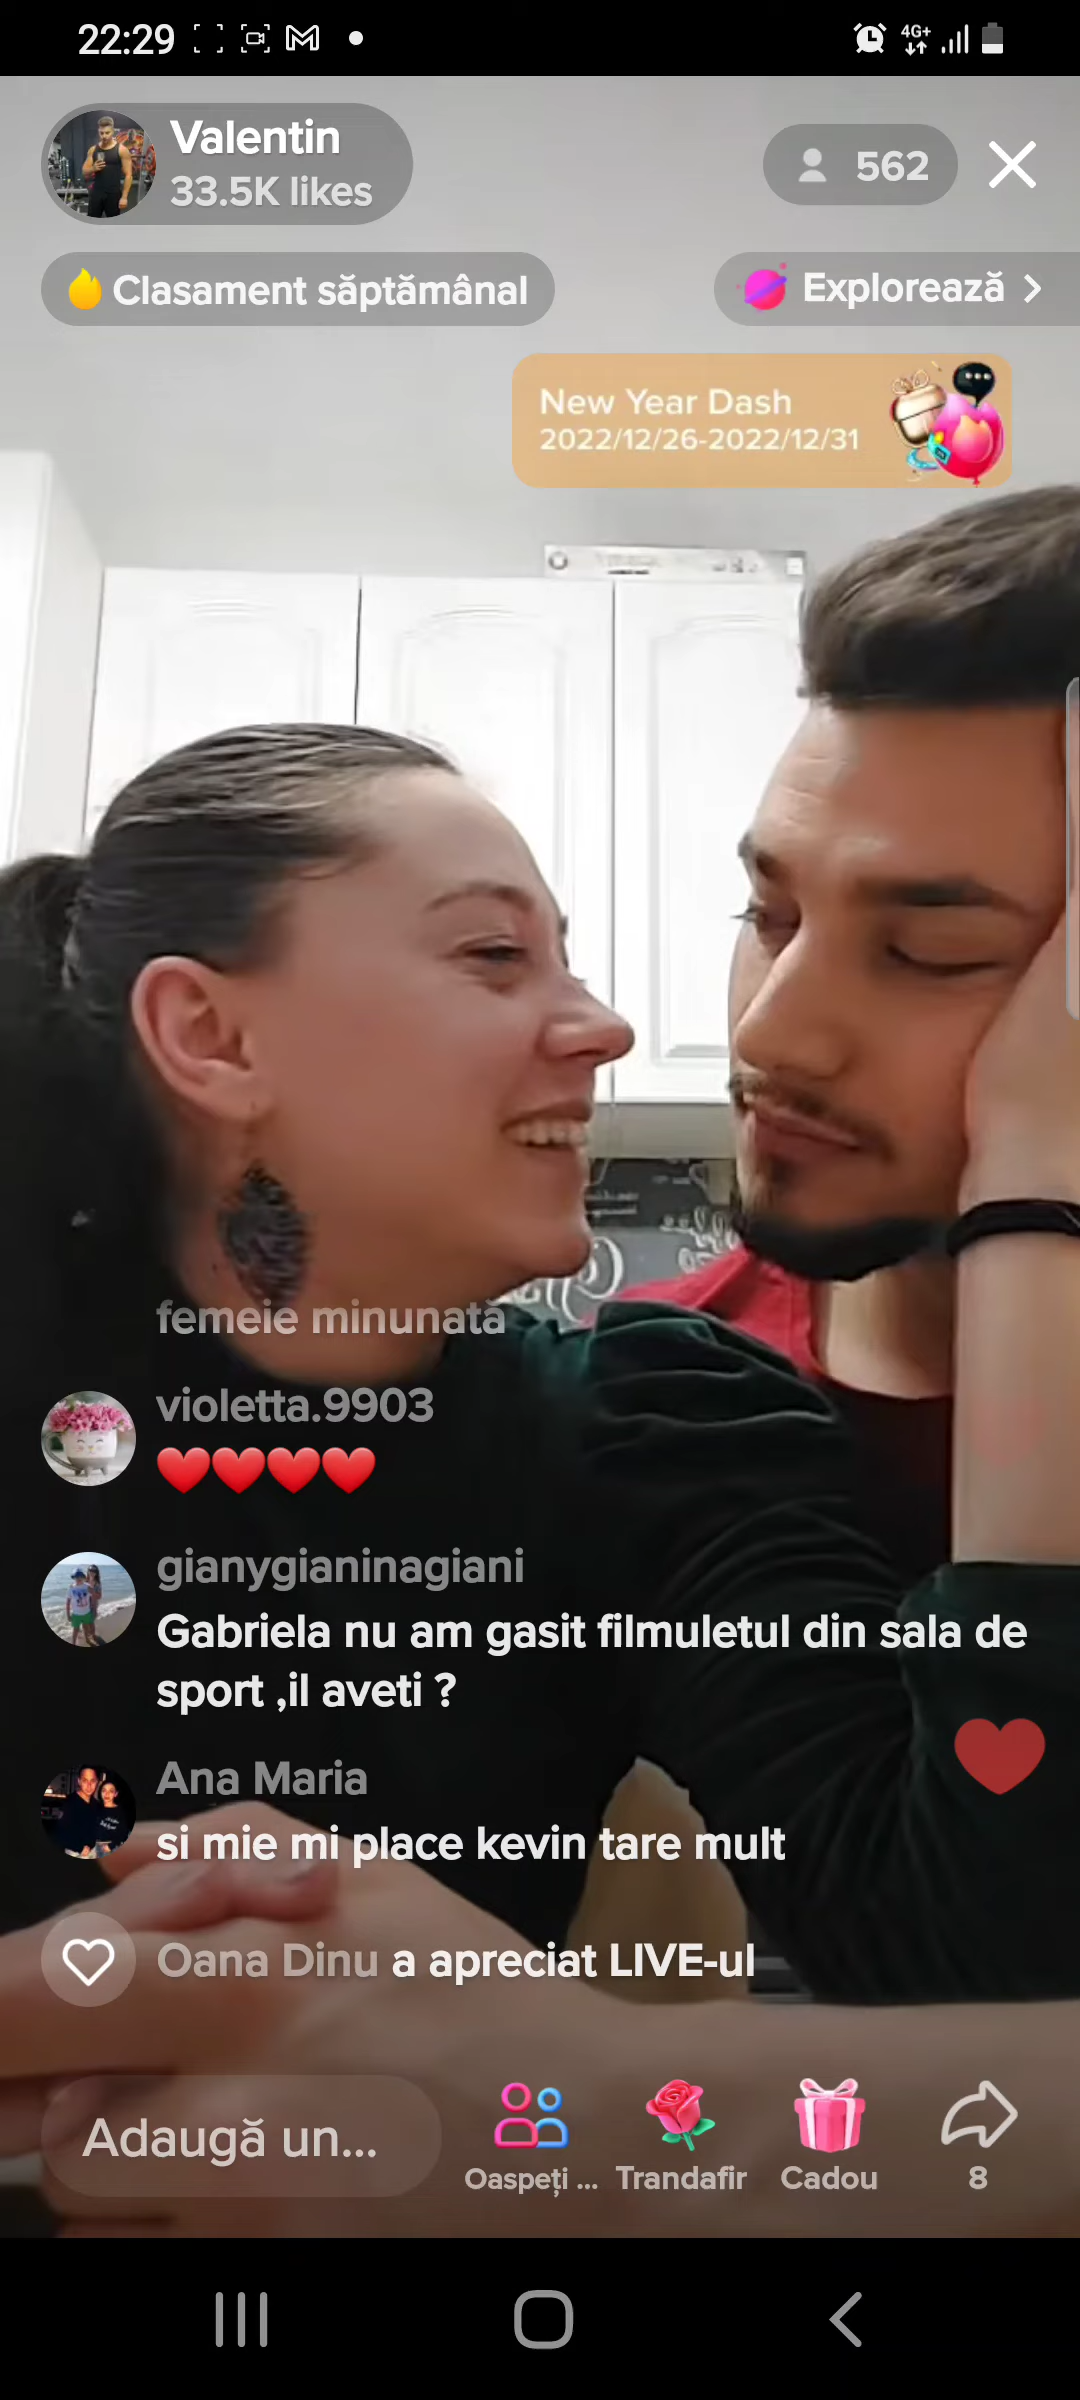 22:29
4G+
Valentin
33.5K likes
562
Clasament săptămânal
Explorează
New Year Dash
2022/12/26-2022/12/31
femeie minunată
violetta.9903
❤️❤️❤️❤️
gianygianinagiani
Gabriela nu am gasit filmuletul din sala de
sport ,il aveti ?
Ana Maria
si mie mi place kevin tare mult
Oana Dinu a apreciat LIVE-ul
Adaugă un...
Oaspeți ...
Trandafir
Cadou
8